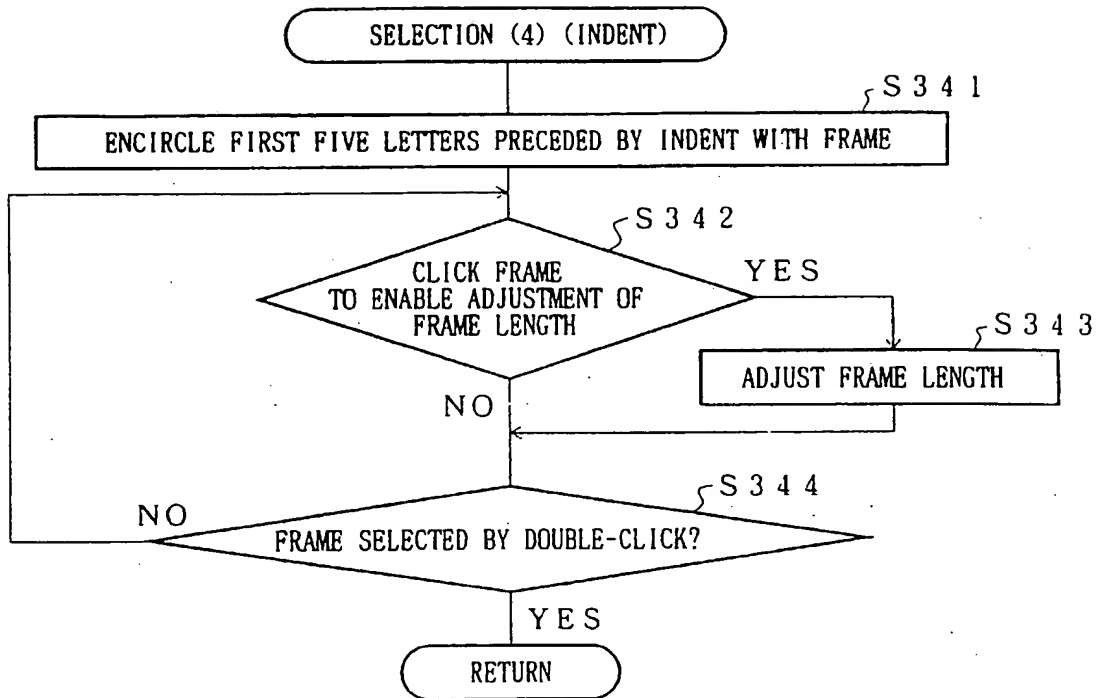 SELECTION (4) (INDENT)
S341
ENCIRCLE FIRST FIVE LETTERS PRECEDED BY INDENT WITH FRAME
S342
CLICK FRAME
TO ENABLE ADJUSTMENT OF
FRAME LENGTH
YES
S343
ADJUST FRAME LENGTH
NO
S344
NO
FRAME SELECTED BY DOUBLE-CLICK?
YES
RETURN